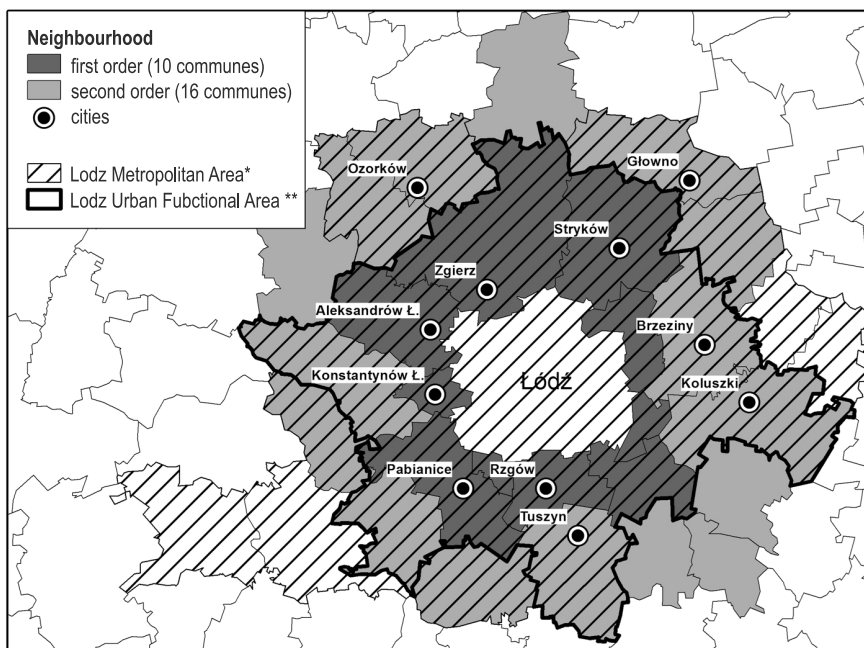 Neighbourhood
first order (10 communes)
second order (16 communes)
cities
Lodz Metropolitan Area*
Lodz Urban Fubctional Area **
Ozorków
Głowno
Stryków
Zgierz
Aleksandrów Ł.
Brzeziny
Konstantynów Ł.
Łódź
Koluszki
Pabianice
Rzgów
Tuszyn